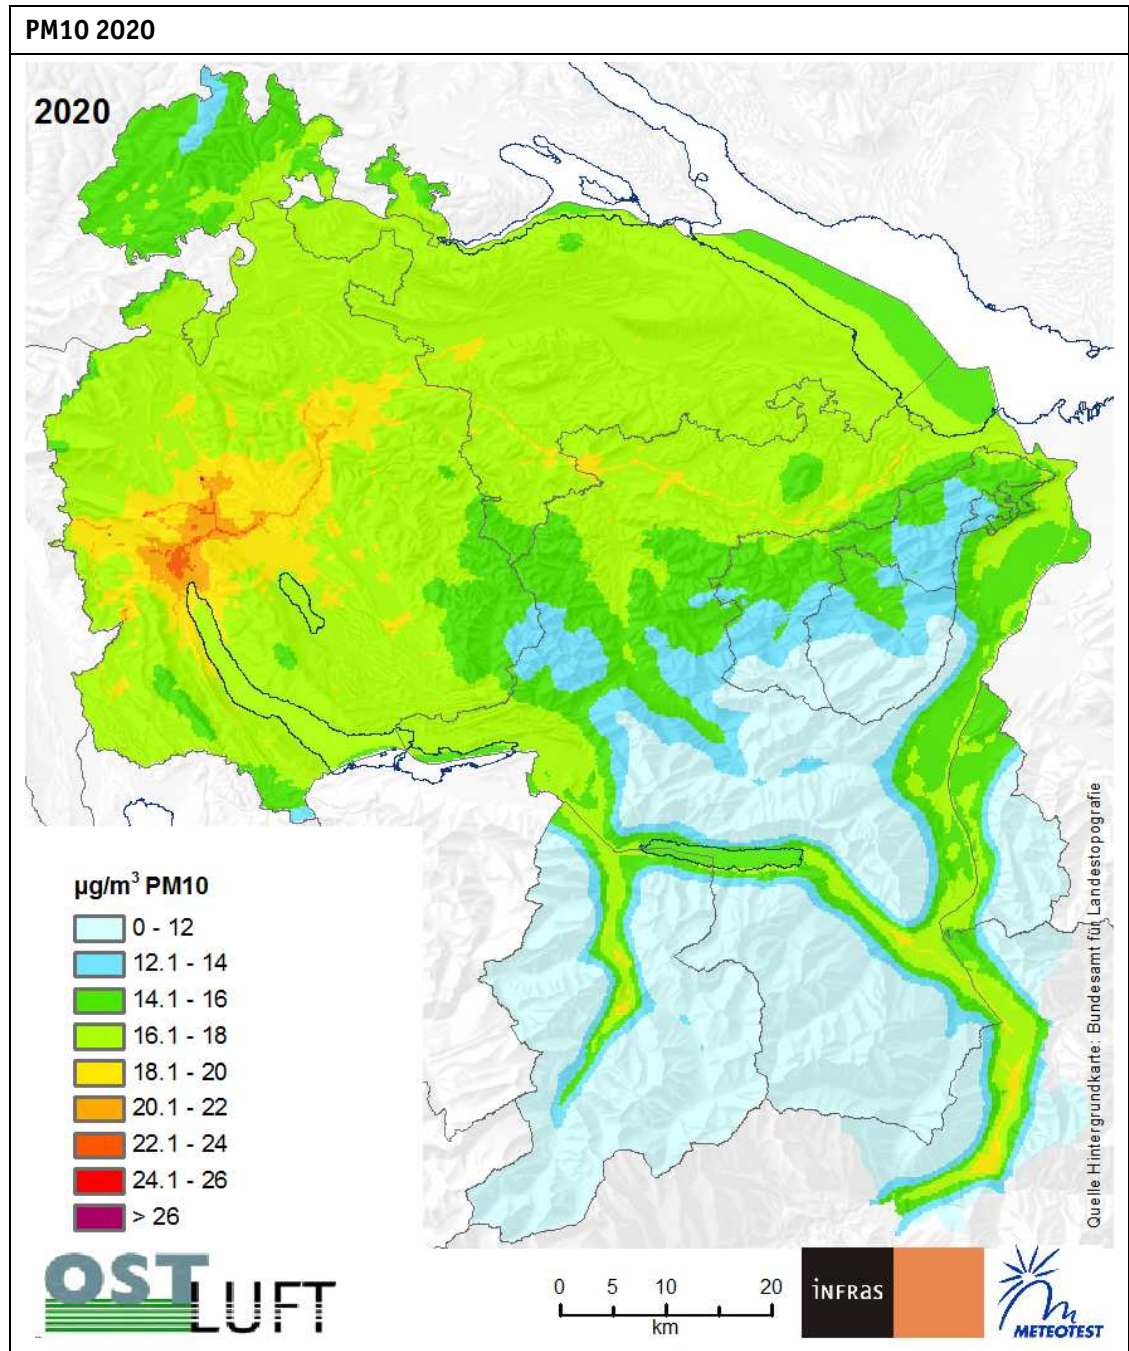 PM10 2020
2020
µg/m³ PM10
0 - 12
12.1 - 14
14.1 - 16
16.1 - 18
18.1 - 20
20.1 - 22
22.1 - 24
24.1 - 26
> 26
Quelle Hintergrundkarte: Bundesamt für Landestopografie
OSTLUFT
0 5 10 20
km
iNFRAS
METEOTEST